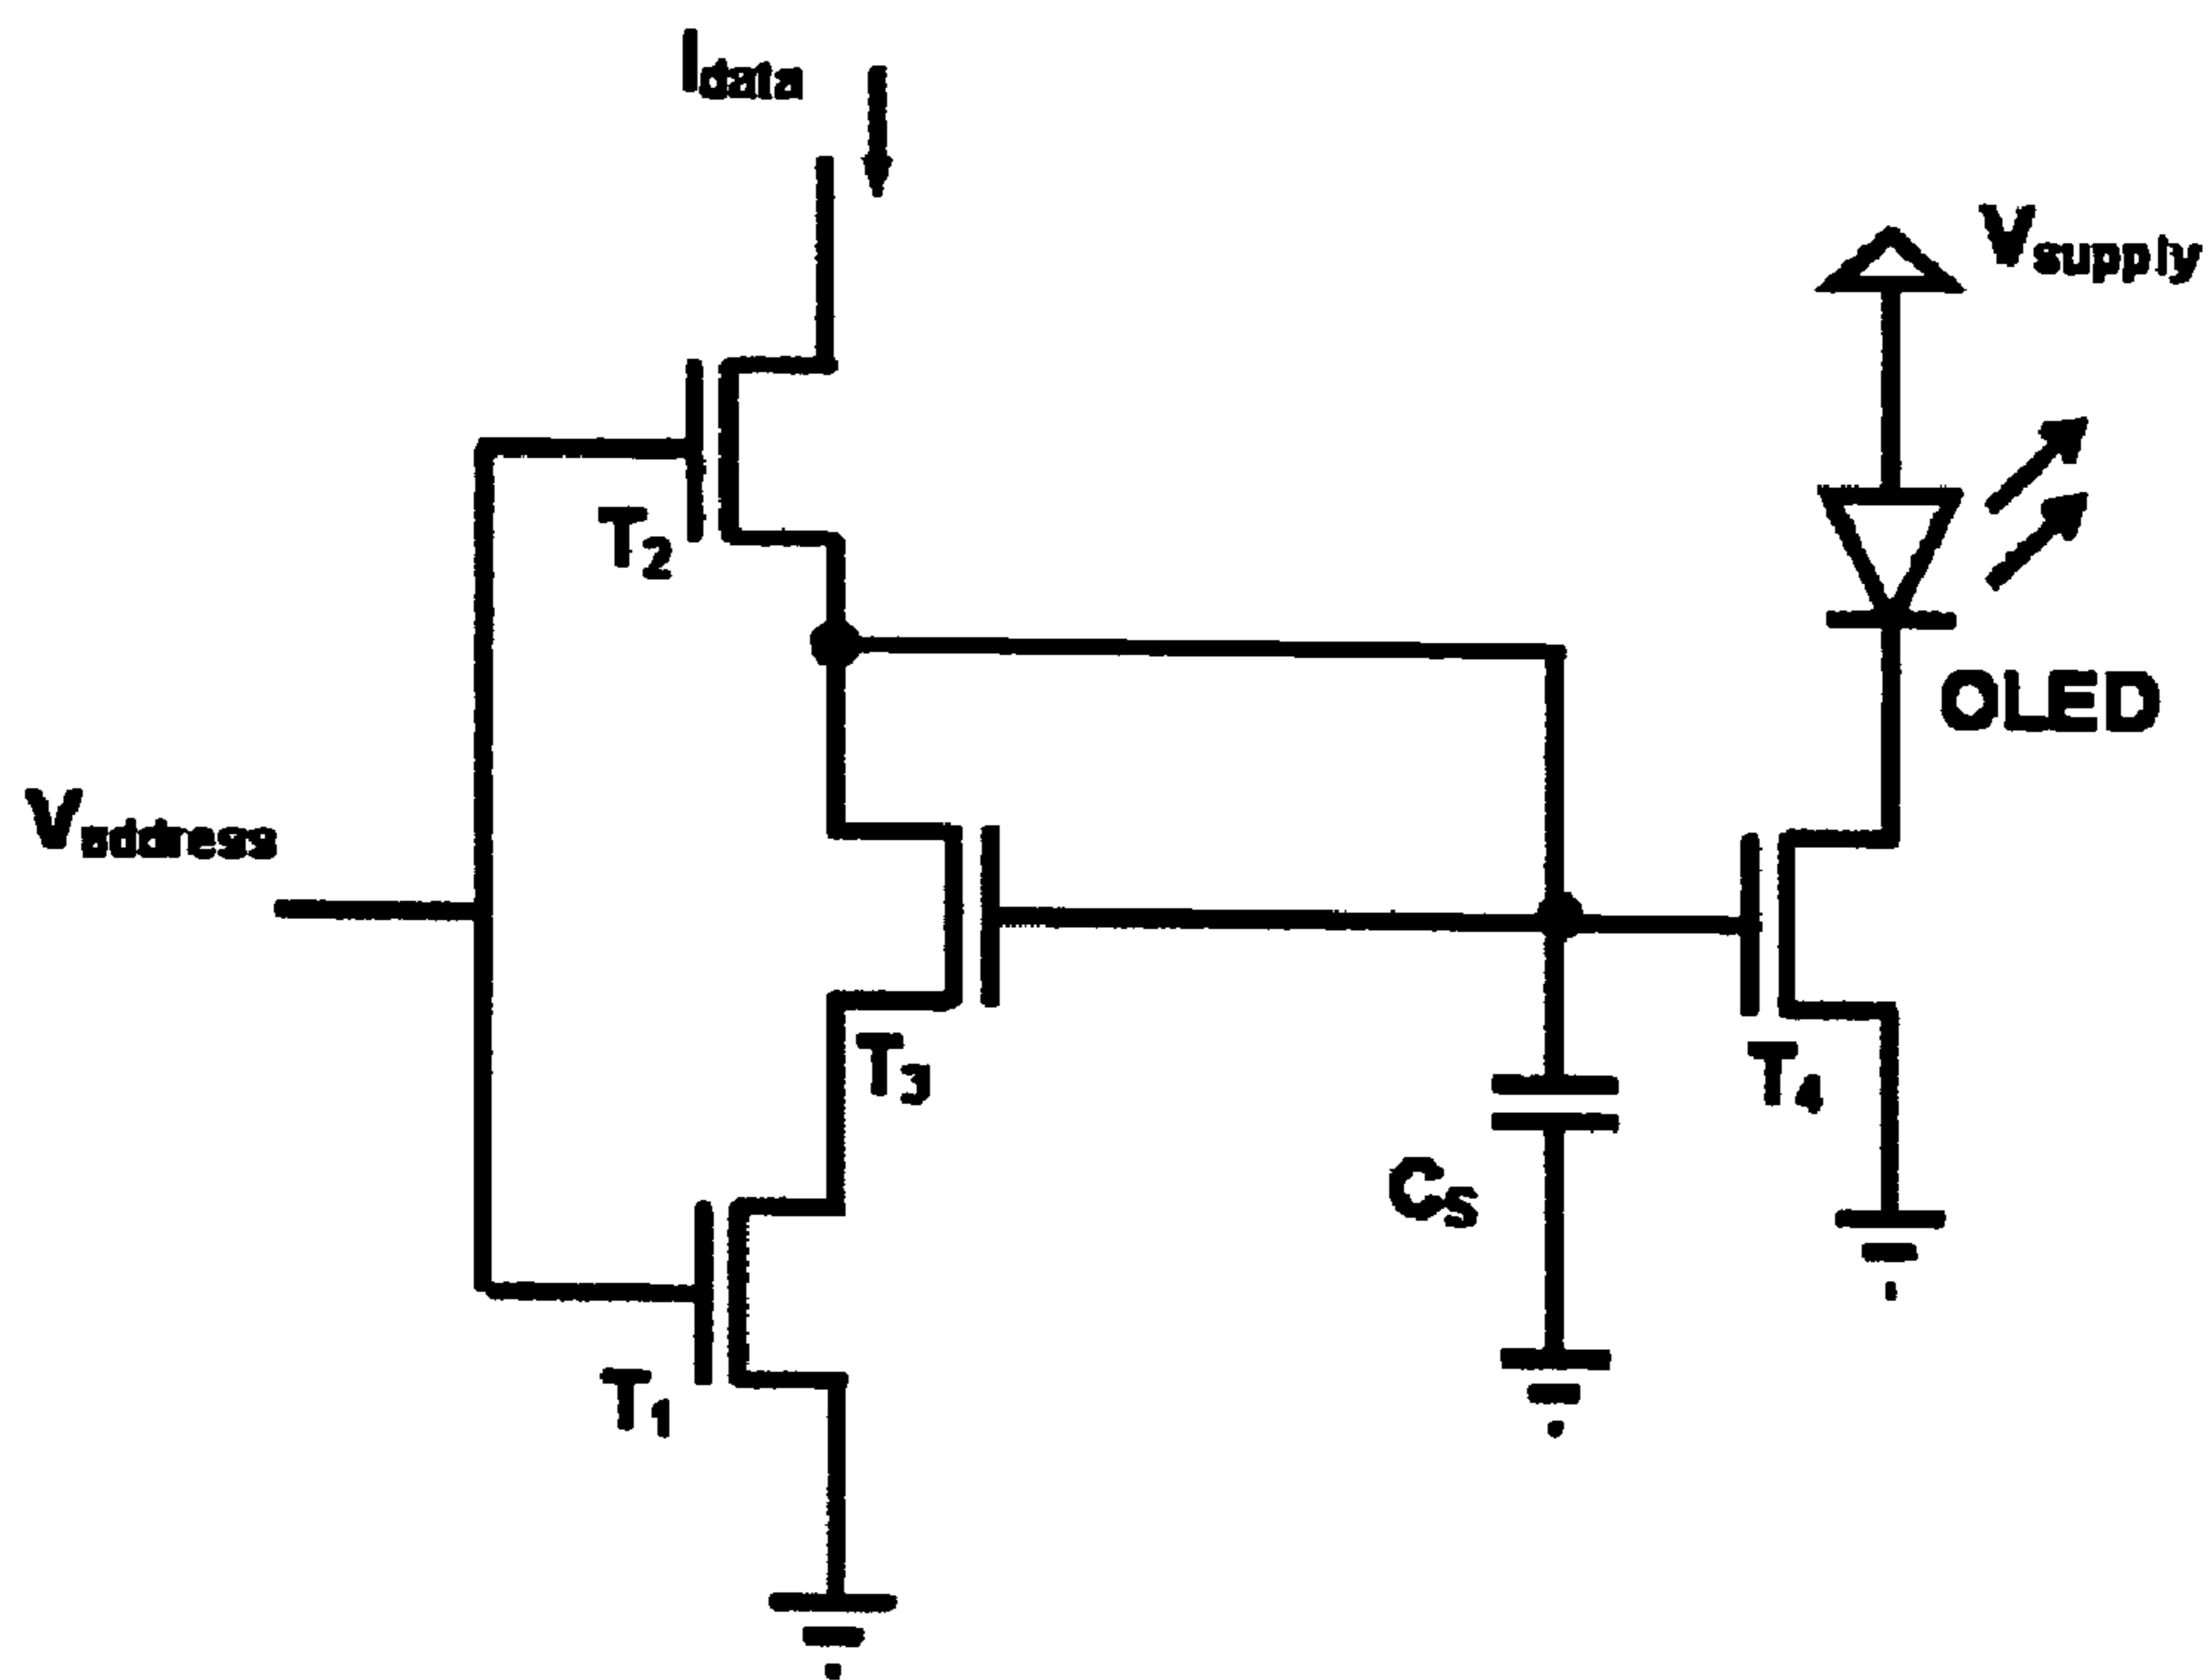 Idata
Vsupply
T2
OLED
Vaddress
T3
T4
CS
T1